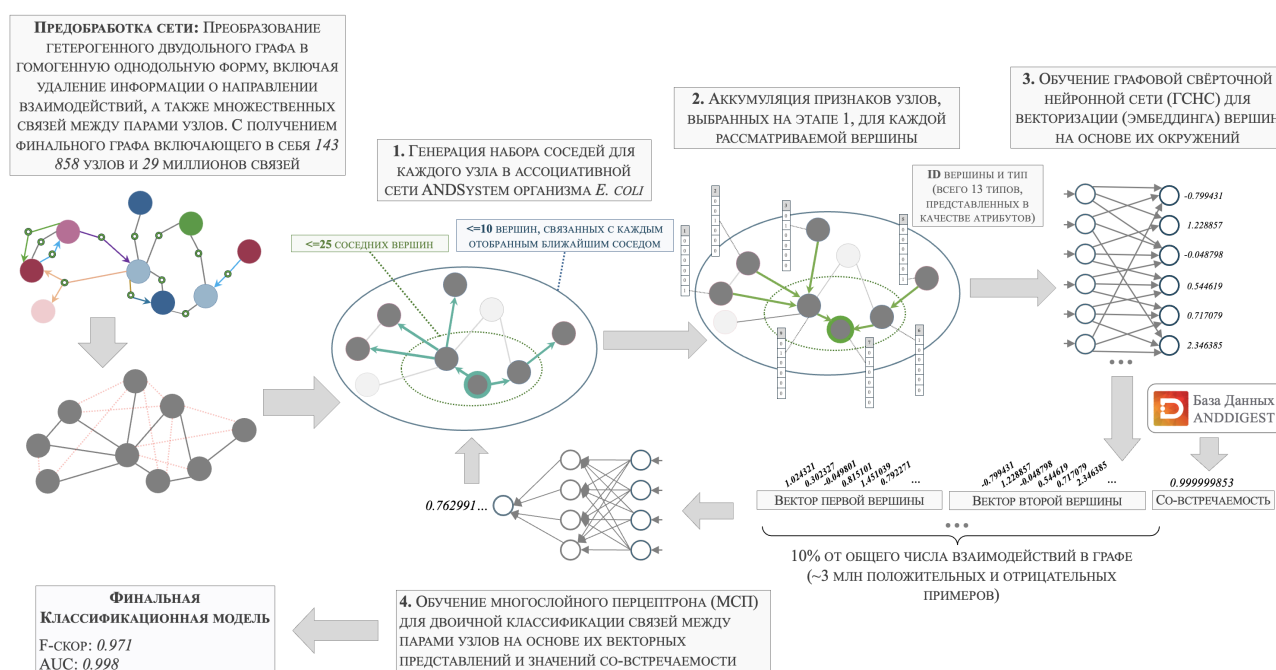 Предобработка сети: Преобразование
гетерогенного двудольного графа в
гомогенную однодольную форму, включая
удаление информации о направлении
взаимодействий, а также множественных
связей между парами узлов. С получением
финального графа включающего в себя 143
858 узлов и 29 миллионов связей
1. Генерация набора соседей для
каждого узла в ассоциативной
сети ANDSystem организма E. coli
<=25 соседних вершин
<=10 вершин, связанных с каждым
отобранным ближайшим соседом
2. Аккумуляция признаков узлов,
выбранных на этапе 1, для каждой
рассматриваемой вершины
ID вершины и тип
(всего 13 типов,
представленных в
качестве атрибутов)
3. Обучение графовой свёрточной
нейронной сети (ГСНС) для
векторизации (эмбеддинга) вершин
на основе их окружений
-0.799431
1.228857
-0.048798
0.544619
0.717079
2.346385
База Данных
ANDDIGEST
1.024321
0.302327
-0.049801
0.815101
1.451039
0.792271
...
Вектор первой вершины
-0.799431
1.228857
-0.048798
0.544619
0.717079
2.346385
...
Вектор второй вершины
0.999999853
Со-встречаемость
10% от общего числа взаимодействий в графе
(~3 млн положительных и отрицательных
примеров)
0.762991...
4. Обучение многослойного перцептрона (МСП)
для двоичной классификации связей между
парами узлов на основе их векторных
представлений и значений со-встречаемости
Финальная
Классификационная модель
F-скор: 0.971
AUC: 0.998